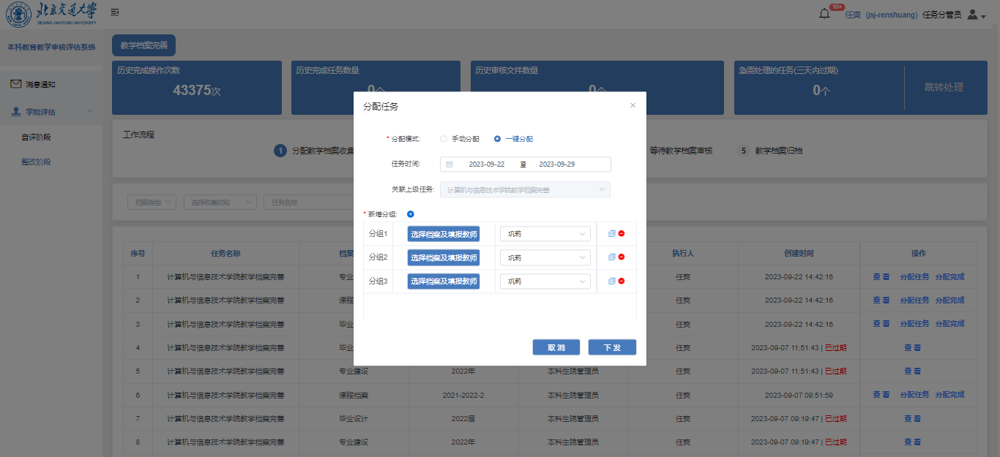 北京交通大学
BEIJING JIAOTONG UNIVERSITY
10+
任奭 (jsj-renshuang) 任务分管员
本科教育教学审核评估系统
消息通知
学院评估
自评阶段
整改阶段
教学档案完善
历史完成操作次数
43375次
历史完成任务数量
0个
历史审核文件数量
0个
急需处理的任务(三天内过期)
0个
跳转处理
工作流程
1 分配教学档案收集
等待教学档案审核
5 教学档案归档
档案类型
选择收集时段
任务名称
分配任务
* 分配模式: 手动分配 一键分配
任务时间: 2023-09-22 至 2023-09-29
关联上级任务: 计算机与信息技术学院教学档案完善
* 新增分组:
分组1 选择档案及填报教师 巩莉
分组2 选择档案及填报教师 巩莉
分组3 选择档案及填报教师 巩莉
取 消 下 发
序号 任务名称 档案 执行人 创建时间 操作
1 计算机与信息技术学院教学档案完善 专业 任奭 2023-09-22 14:42:16 查 看 分配任务 分配完成
2 计算机与信息技术学院教学档案完善 课程 任奭 2023-09-22 14:42:16 查 看 分配任务 分配完成
3 计算机与信息技术学院教学档案完善 毕业 任奭 2023-09-22 14:42:16 查 看 分配任务 分配完成
4 计算机与信息技术学院教学档案完善 毕业 任奭 2023-09-07 11:51:43 | 已过期 查 看
5 计算机与信息技术学院教学档案完善 专业建设 2022年 本科生院管理员 任奭 2023-09-07 11:51:43 | 已过期 查 看
6 计算机与信息技术学院教学档案完善 课程档案 2021-2022-2 本科生院管理员 任奭 2023-09-07 09:51:59 查 看 分配任务 分配完成
7 计算机与信息技术学院教学档案完善 毕业设计 2022届 本科生院管理员 任奭 2023-09-07 09:19:47 | 已过期 查 看
8 计算机与信息技术学院教学档案完善 专业建设 2022年 本科生院管理员 任奭 2023-09-07 09:19:47 | 已过期 查 看